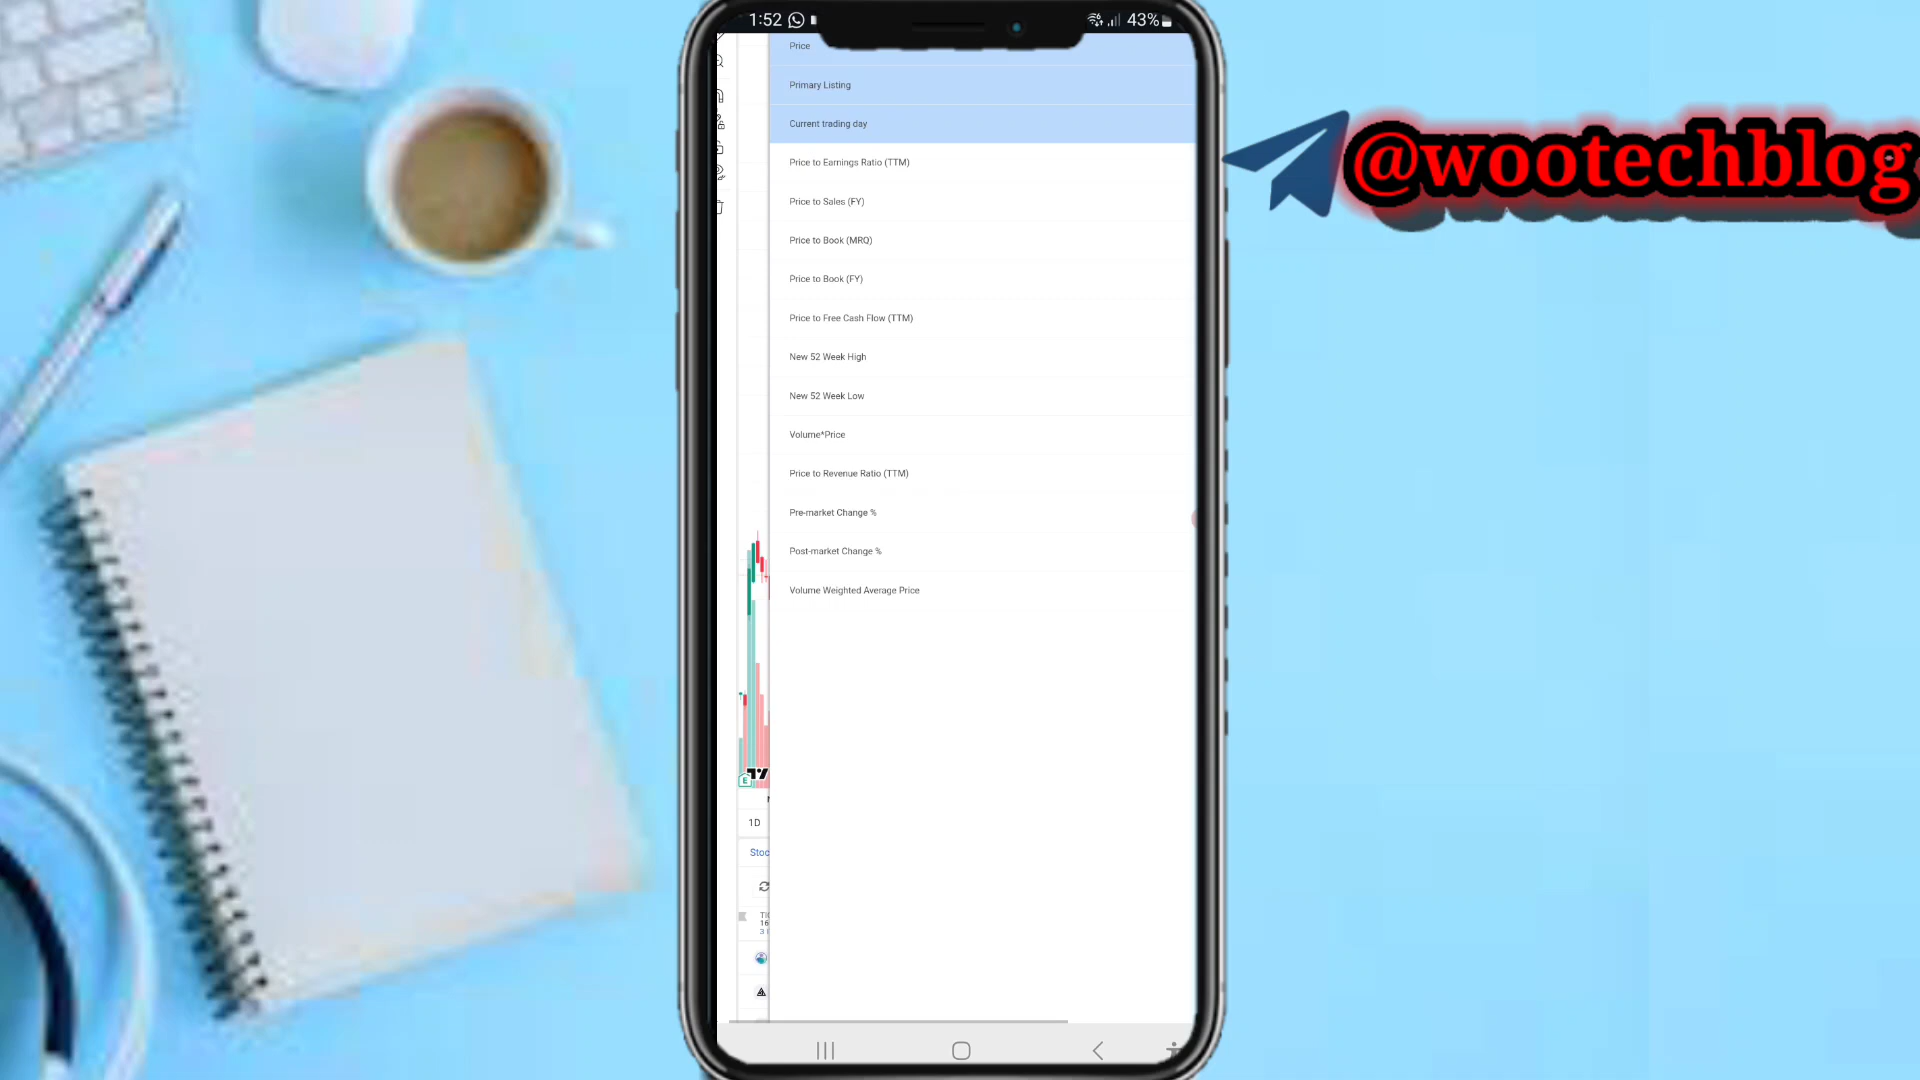 1:52
43%
Price
Primary Listing
Current trading day
Price to Earnings Ratio (TTM)
Price to Sales (FY)
Price to Book (MRQ)
Price to Book (FY)
Price to Free Cash Flow (TTM)
New 52 Week High
New 52 Week Low
Volume*Price
Price to Revenue Ratio (TTM)
Pre-market Change %
Post-market Change %
Volume Weighted Average Price
E
1D
Stoc
16
@wootechblog